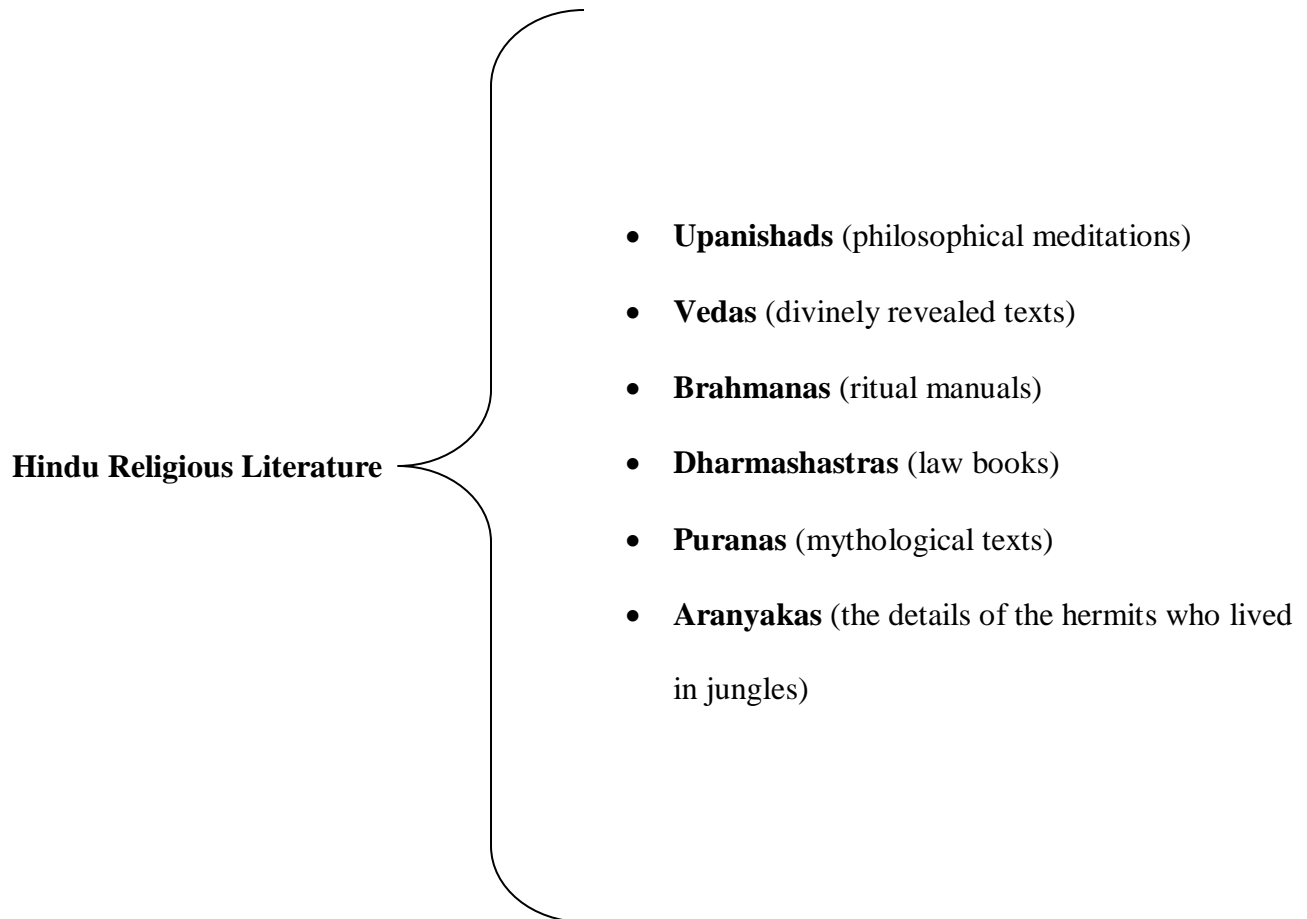 Hindu Religious Literature
• Upanishads (philosophical meditations)
• Vedas (divinely revealed texts)
• Brahmanas (ritual manuals)
• Dharmashastras (law books)
• Puranas (mythological texts)
• Aranyakas (the details of the hermits who lived
in jungles)